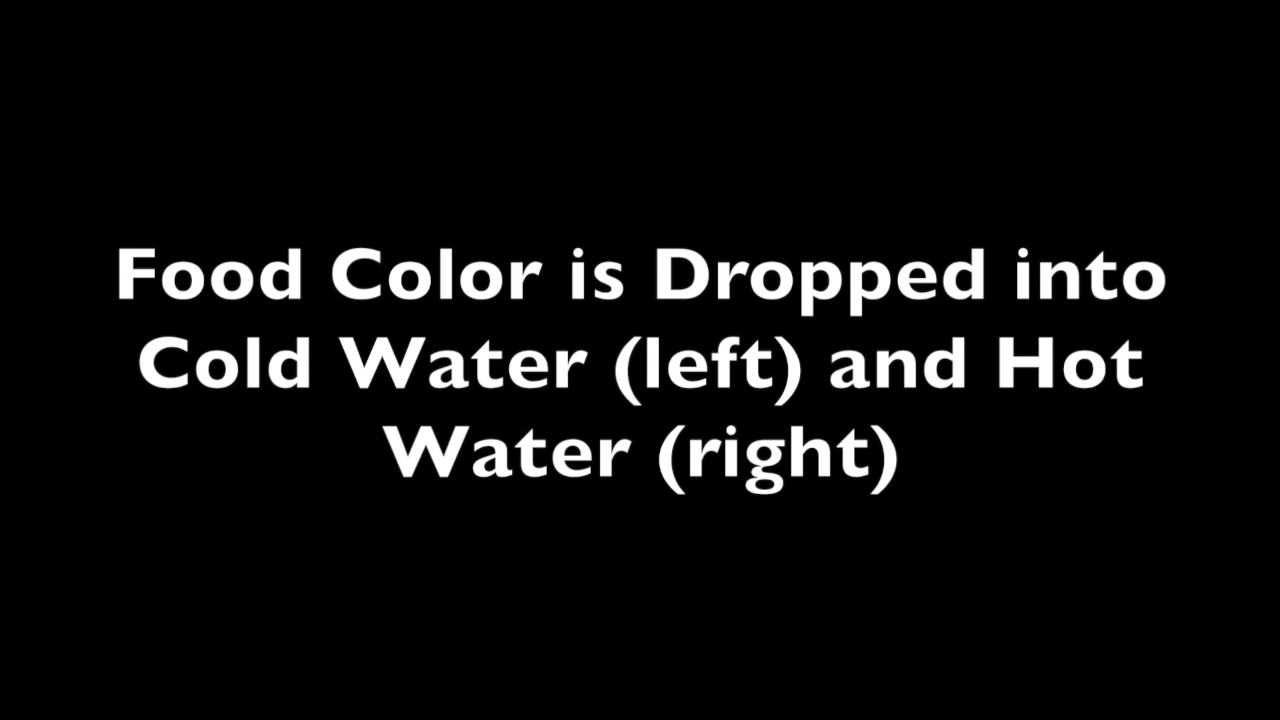 Food Color is Dropped into
Cold Water (left) and Hot
Water (right)